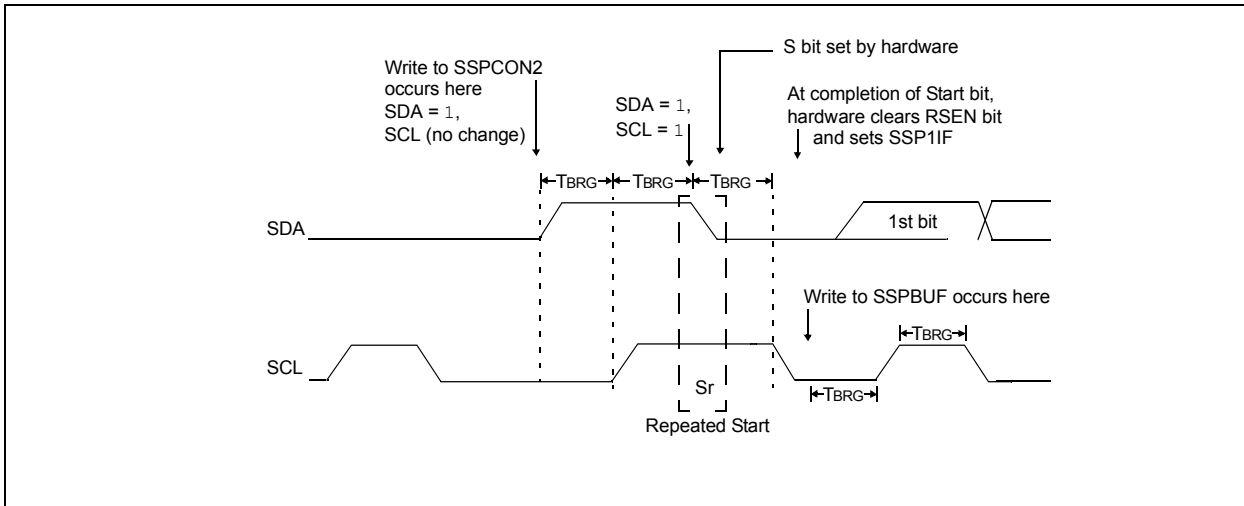 S bit set by hardware
Write to SSPCON2
occurs here
SDA = 1,
SCL (no change)
SDA = 1,
SCL = 1
At completion of Start bit,
hardware clears RSEN bit
and sets SSP1IF
TBRG
TBRG
TBRG
SDA
1st bit
Write to SSPBUF occurs here
TBRG
SCL
Sr
TBRG
Repeated Start